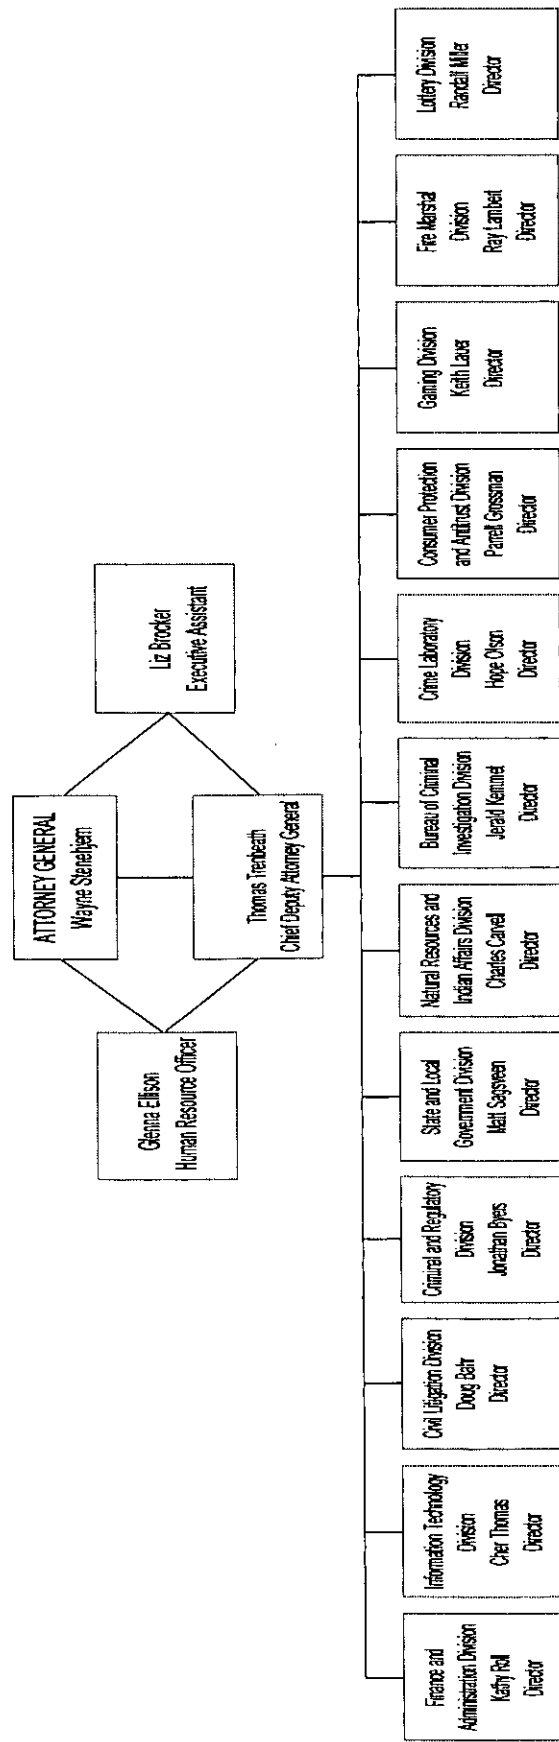 ATTORNEY GENERAL
Wayne Stenehjem
Glenna Ellison
Human Resource Officer
Liz Brocker
Executive Assistant
Thomas Trenbeath
Chief Deputy Attorney General
Finance and
Administration Division
Kathy Roll
Director
Information Technology
Division
Cher Thomas
Director
Civil Litigation Division
Doug Bahr
Director
Criminal and Regulatory
Division
Jonathan Byers
Director
State and Local
Government Division
Matt Sagsveen
Director
Natural Resources and
Indian Affairs Division
Charles Carvell
Director
Bureau of Criminal
Investigation Division
Jerald Kemmet
Director
Crime Laboratory
Division
Hope Olson
Director
Consumer Protection
and Antitrust Division
Parrell Grossman
Director
Gaming Division
Keith Lauer
Director
Fire Marshal
Division
Ray Lambert
Director
Lottery Division
Randall Miller
Director